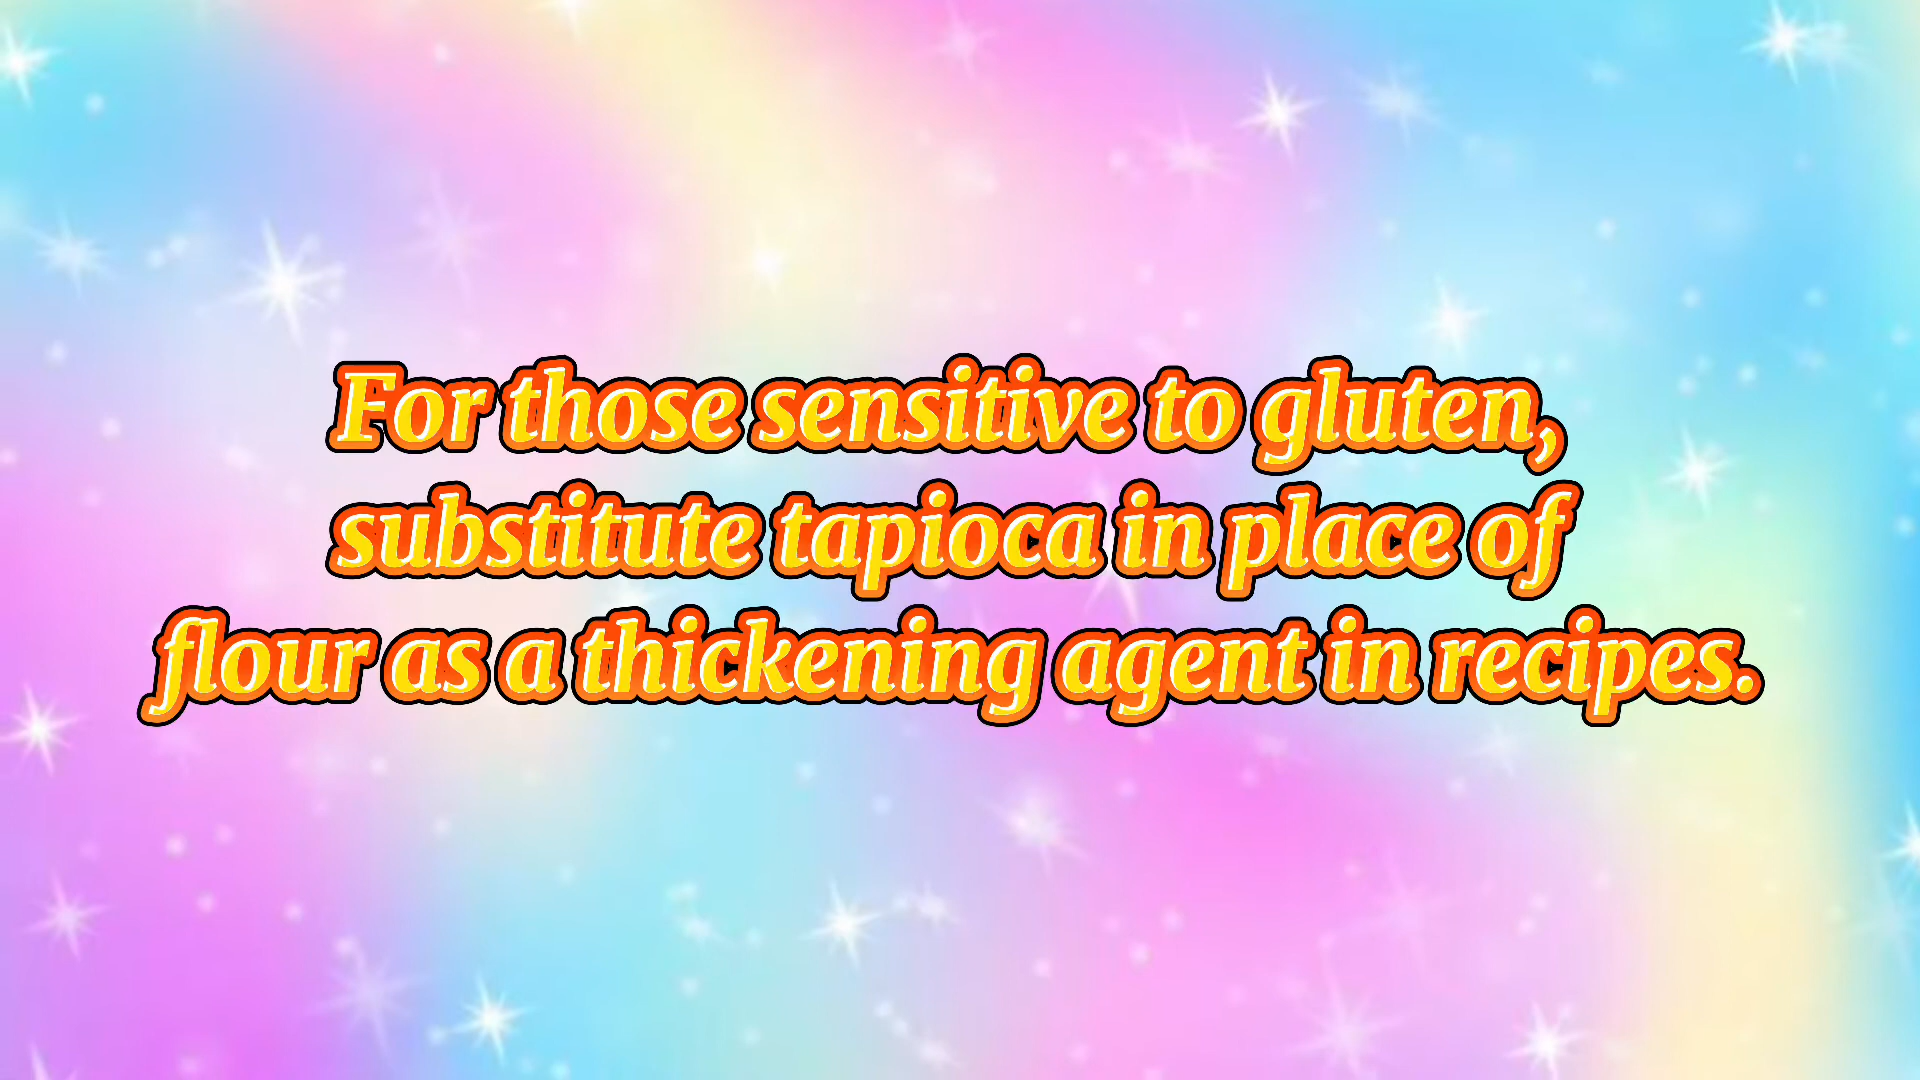 For those sensitive to gluten,
substitute tapioca in place of
flour as a thickening agent in recipes.